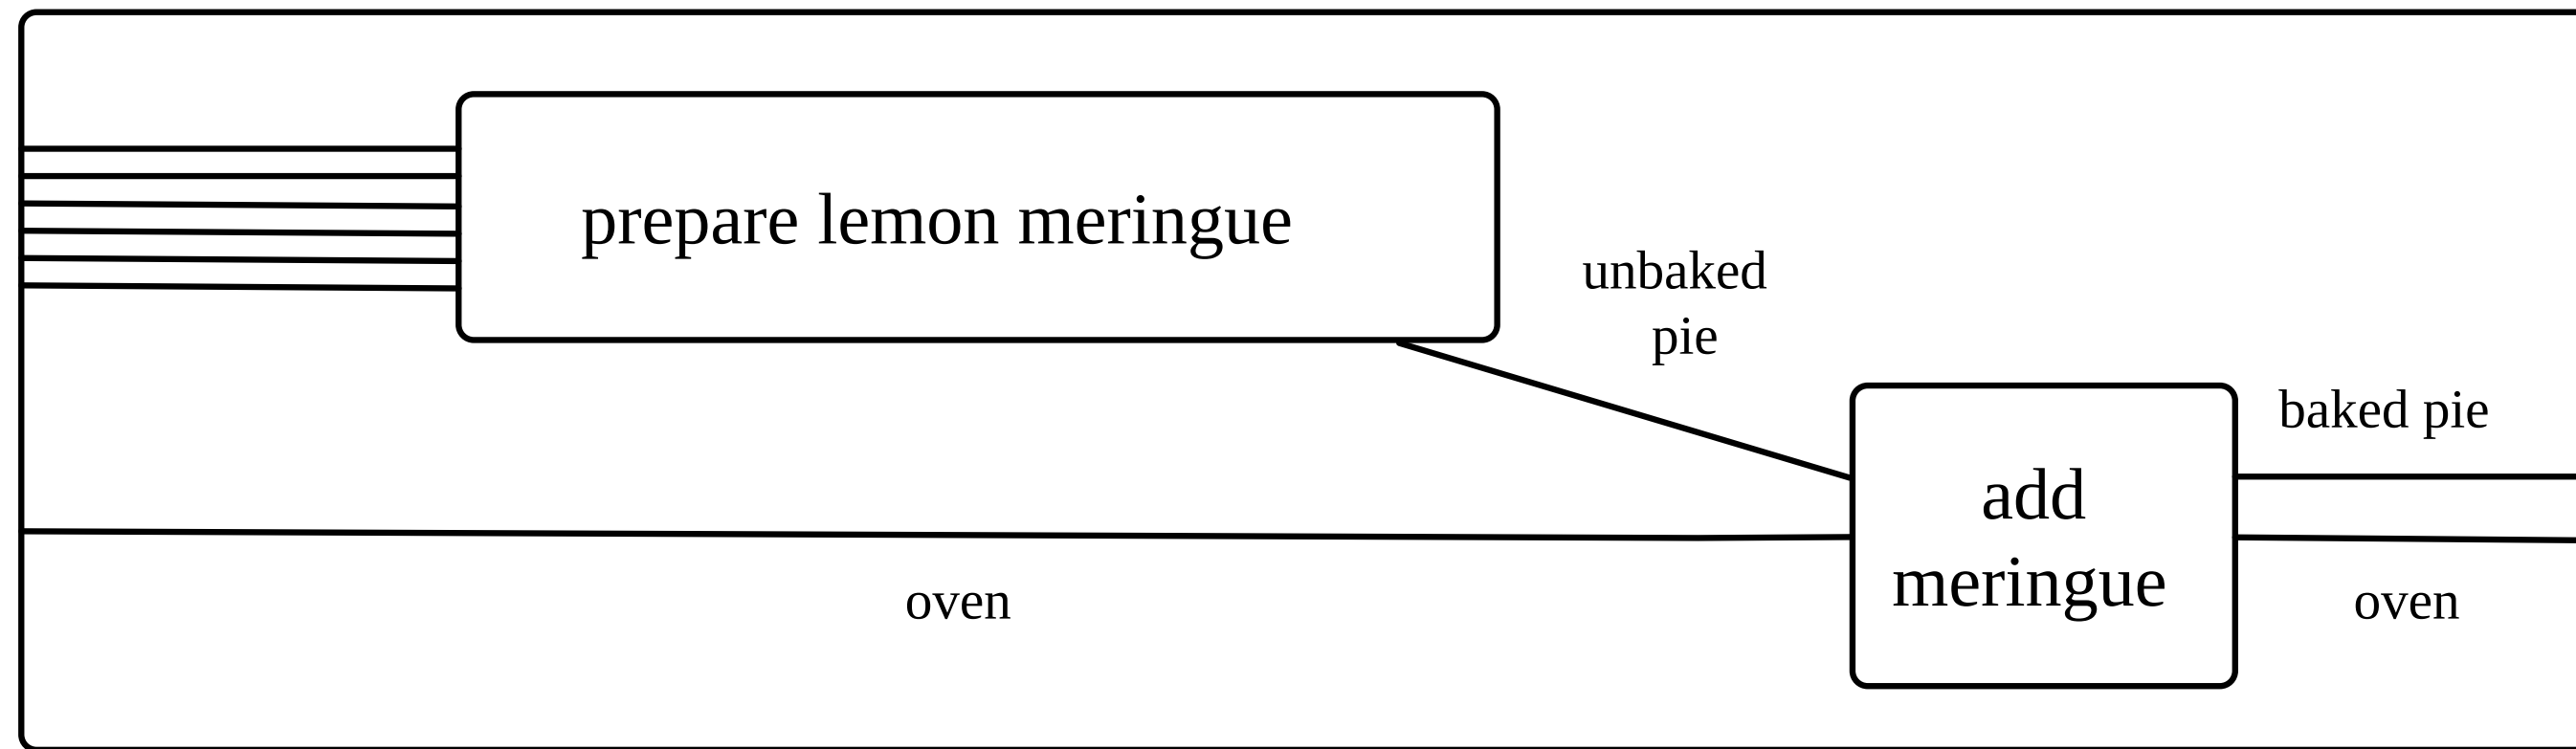 prepare lemon meringue
unbaked
pie
baked pie
add
meringue
oven
oven